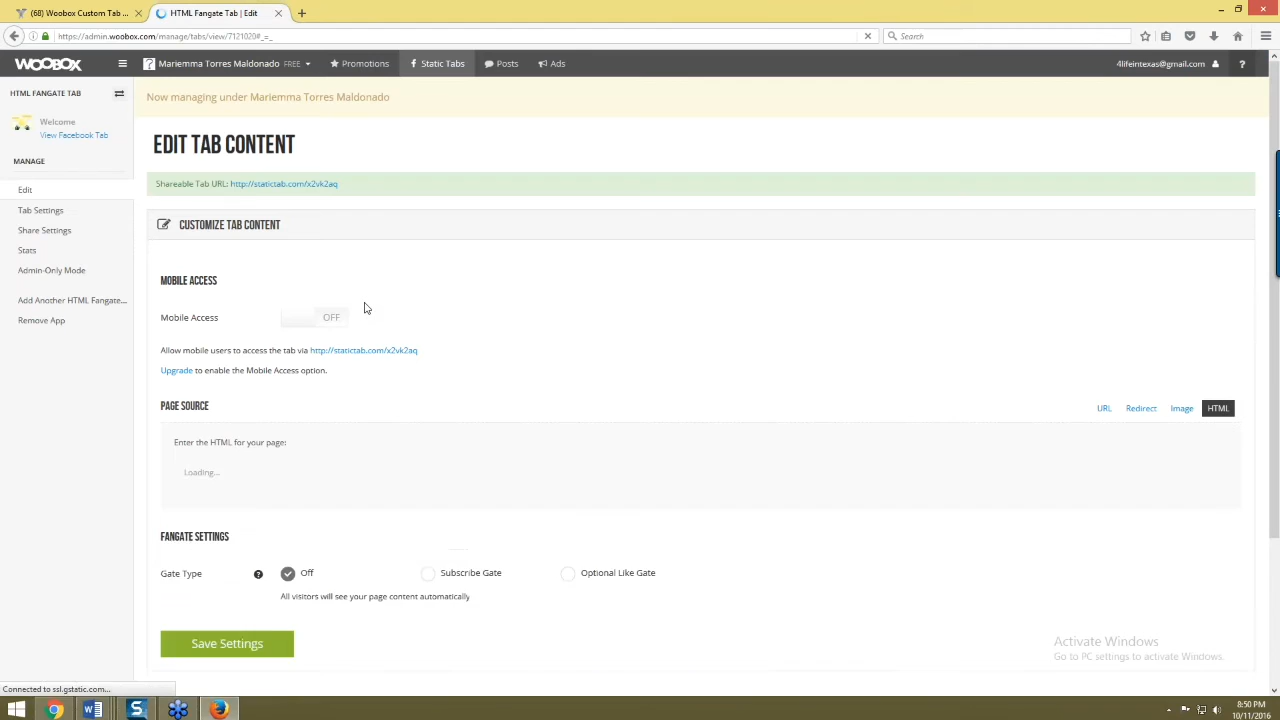 (68) Woobox Custom Tab
HTML Fangate Tab | Edit
https://admin.woobox.com/manage/tabs/view/7121020#_=_
Search
WOOBOX
Mariemma Torres Maldonado FREE
Promotions
Static Tabs
Posts
Ads
4lifeintexas@gmail.com
?
HTML FANGATE TAB
Welcome
View Facebook Tab
MANAGE
Edit
Tab Settings
Share Settings
Stats
Admin-Only Mode
Add Another HTML Fangate...
Remove App
Now managing under Mariemma Torres Maldonado
EDIT TAB CONTENT
Shareable Tab URL: http://statictab.com/x2vk2aq
CUSTOMIZE TAB CONTENT
MOBILE ACCESS
Mobile Access OFF
Allow mobile users to access the tab via http://statictab.com/x2vk2aq
Upgrade to enable the Mobile Access option.
PAGE SOURCE
URL Redirect Image HTML
Enter the HTML for your page:
Loading...
FANGATE SETTINGS
Gate Type ? Off Subscribe Gate Optional Like Gate
All visitors will see your page content automatically
Save Settings
Activate Windows
Go to PC settings to activate Windows.
Connected to ssl.gstatic.com...
8:50 PM
10/11/2016